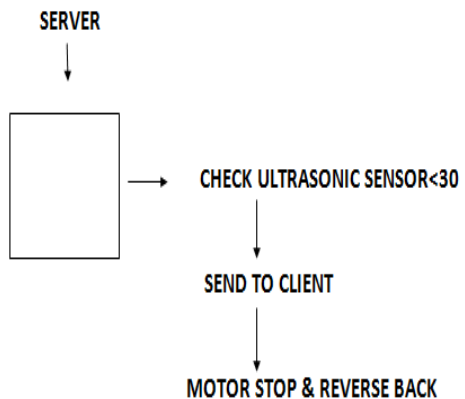 SERVER
CHECK ULTRASONIC SENSOR<30
SEND TO CLIENT
MOTOR STOP & REVERSE BACK